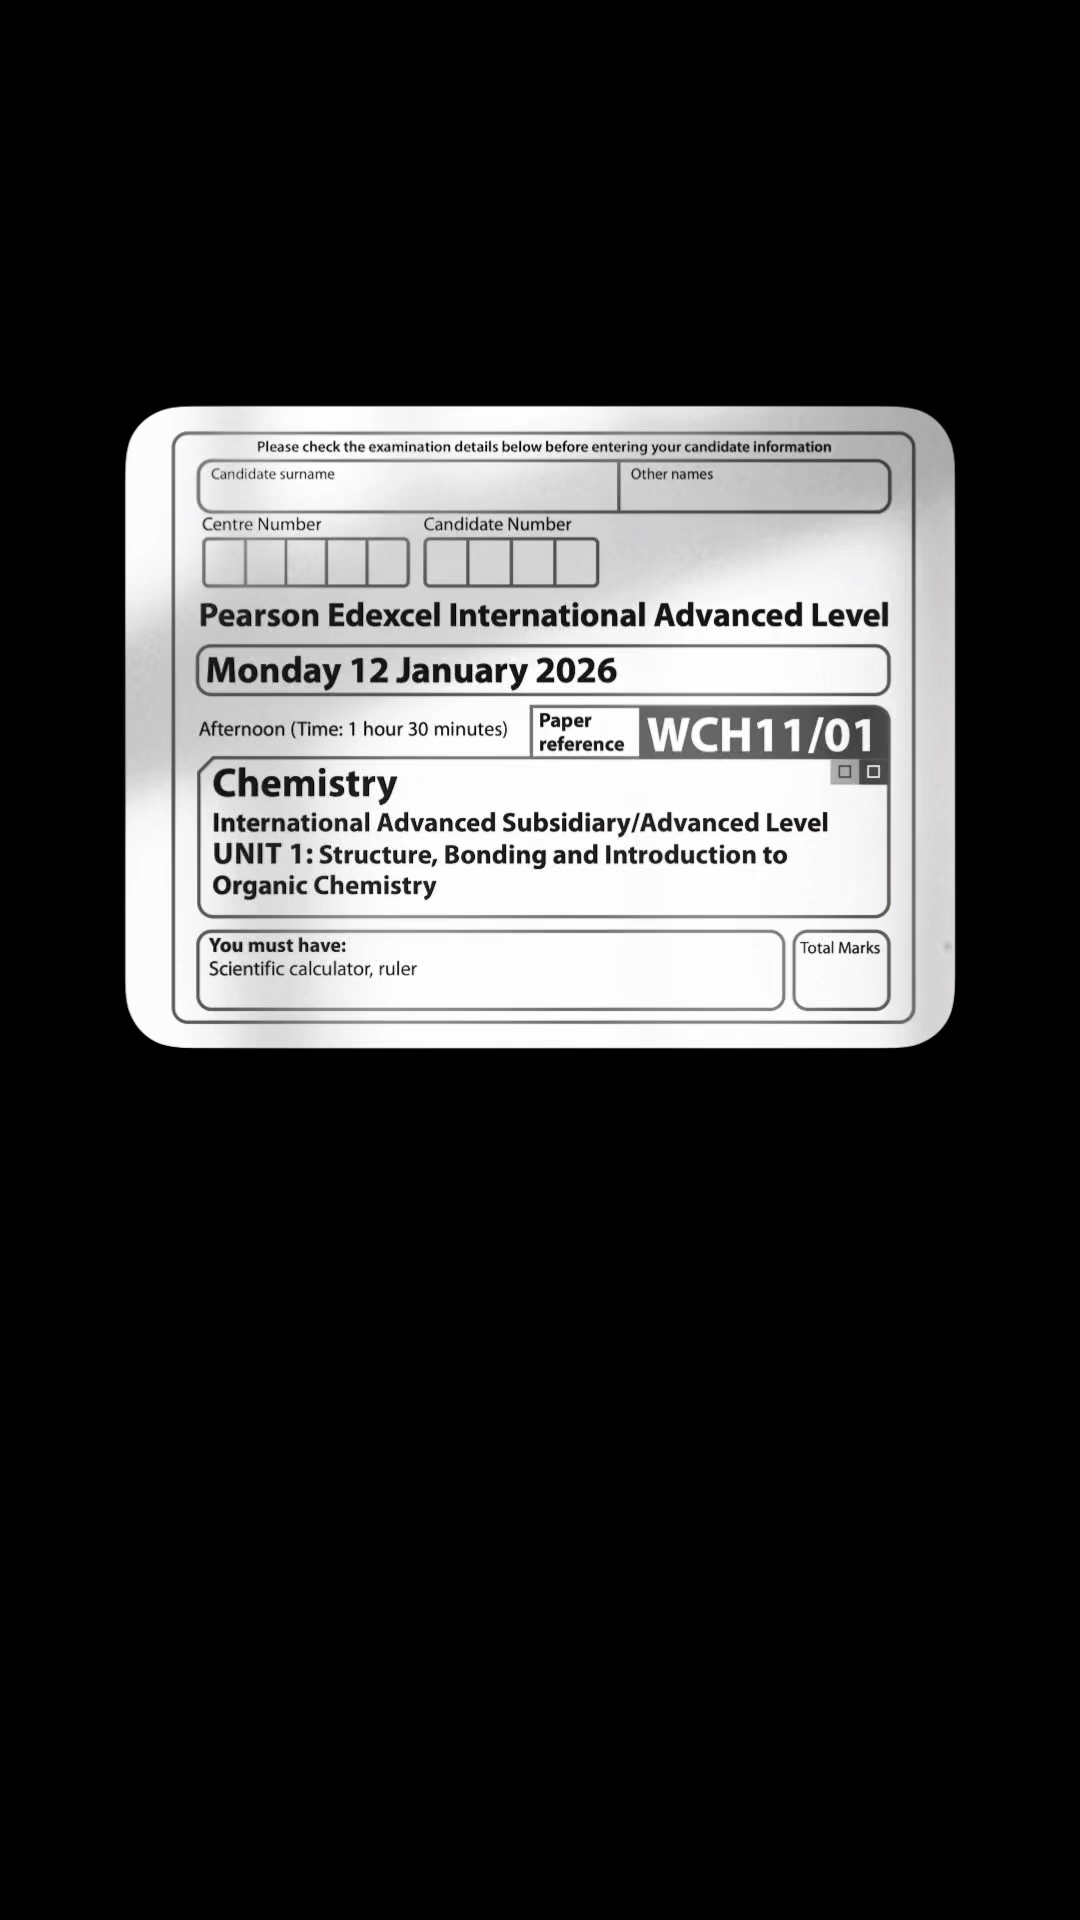 Please check the examination details below before entering your candidate information
Candidate surname
Other names
Centre Number
Candidate Number
Pearson Edexcel International Advanced Level
Monday 12 January 2026
Afternoon (Time: 1 hour 30 minutes)
Paper
reference
WCH11/01
Chemistry
International Advanced Subsidiary/Advanced Level
UNIT 1: Structure, Bonding and Introduction to
Organic Chemistry
You must have:
Scientific calculator, ruler
Total Marks